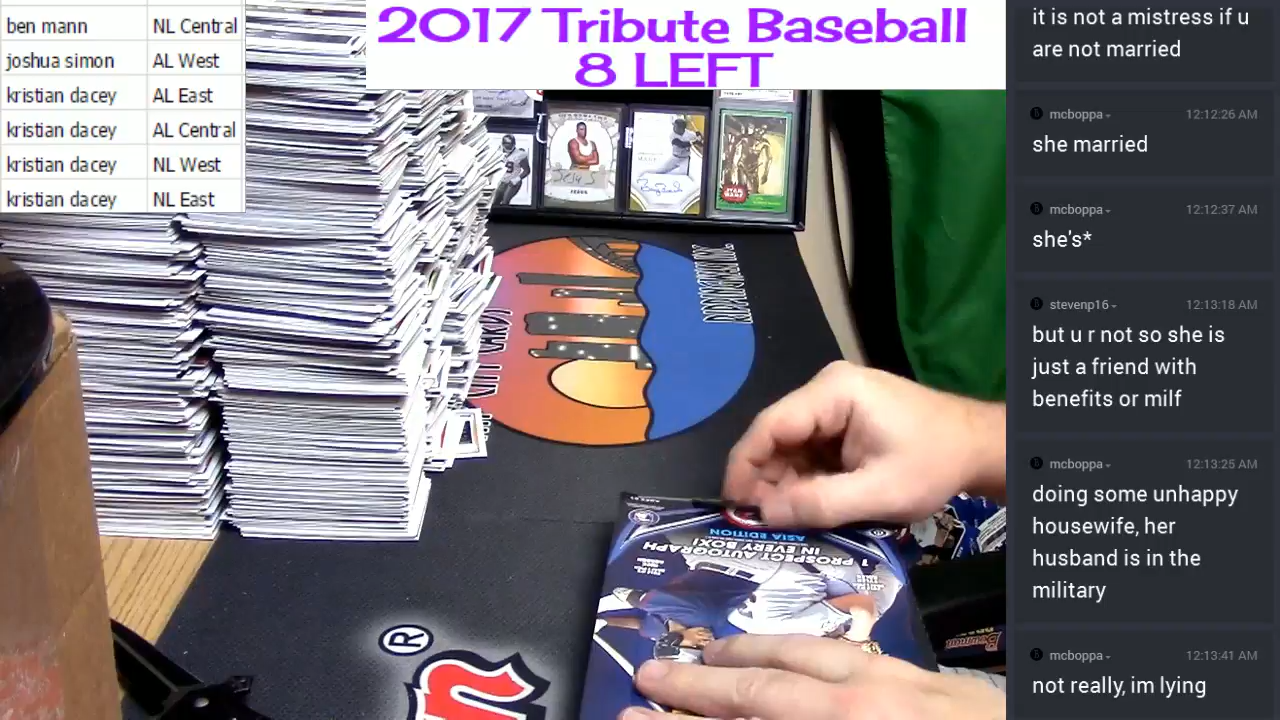 ben mann NL Central
joshua simon AL West
kristian dacey AL East
kristian dacey AL Central
kristian dacey NL West
kristian dacey NL East
2017 Tribute Baseball
8 LEFT
it is not a mistress if u
are not married
mcboppa 12:12:26 AM
she married
mcboppa 12:12:37 AM
she's*
stevenp16 12:13:18 AM
but u r not so she is
just a friend with
benefits or milf
mcboppa 12:13:25 AM
doing some unhappy
housewife, her
husband is in the
military
mcboppa 12:13:41 AM
not really, im lying
STAR WARS
ASIA EDITION
1 PROSPECT AUTOGRAPH
IN EVERY BOX!
Bowman
®